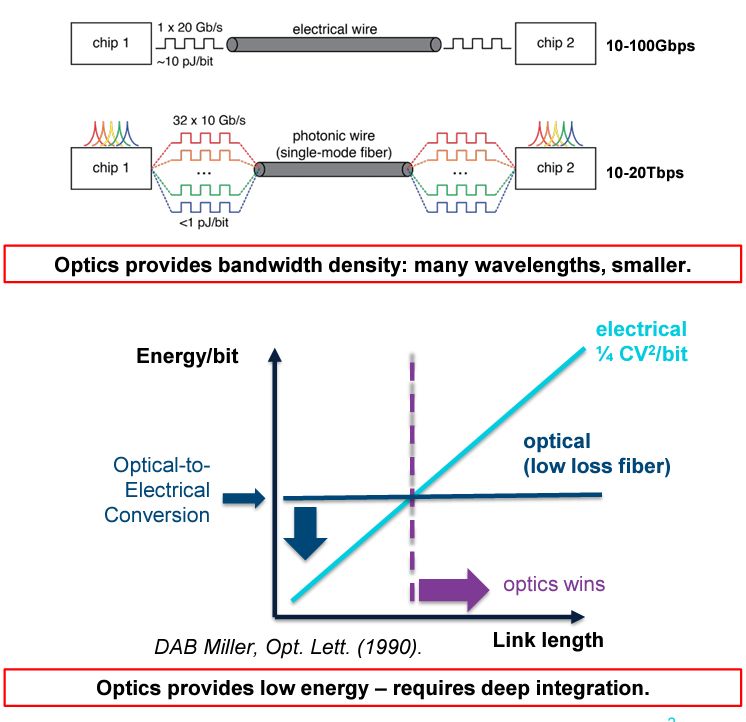 1 x 20 Gb/s
electrical wire
chip 1
chip 2
10-100Gbps
~10 pJ/bit
32 x 10 Gb/s
photonic wire
(single-mode fiber)
chip 1
...
...
chip 2
10-20Tbps
<1 pJ/bit
Optics provides bandwidth density: many wavelengths, smaller.
electrical
¼ CV²/bit
Energy/bit
optical
(low loss fiber)
Optical-to-
Electrical
Conversion
optics wins
DAB Miller, Opt. Lett. (1990).
Link length
Optics provides low energy – requires deep integration.